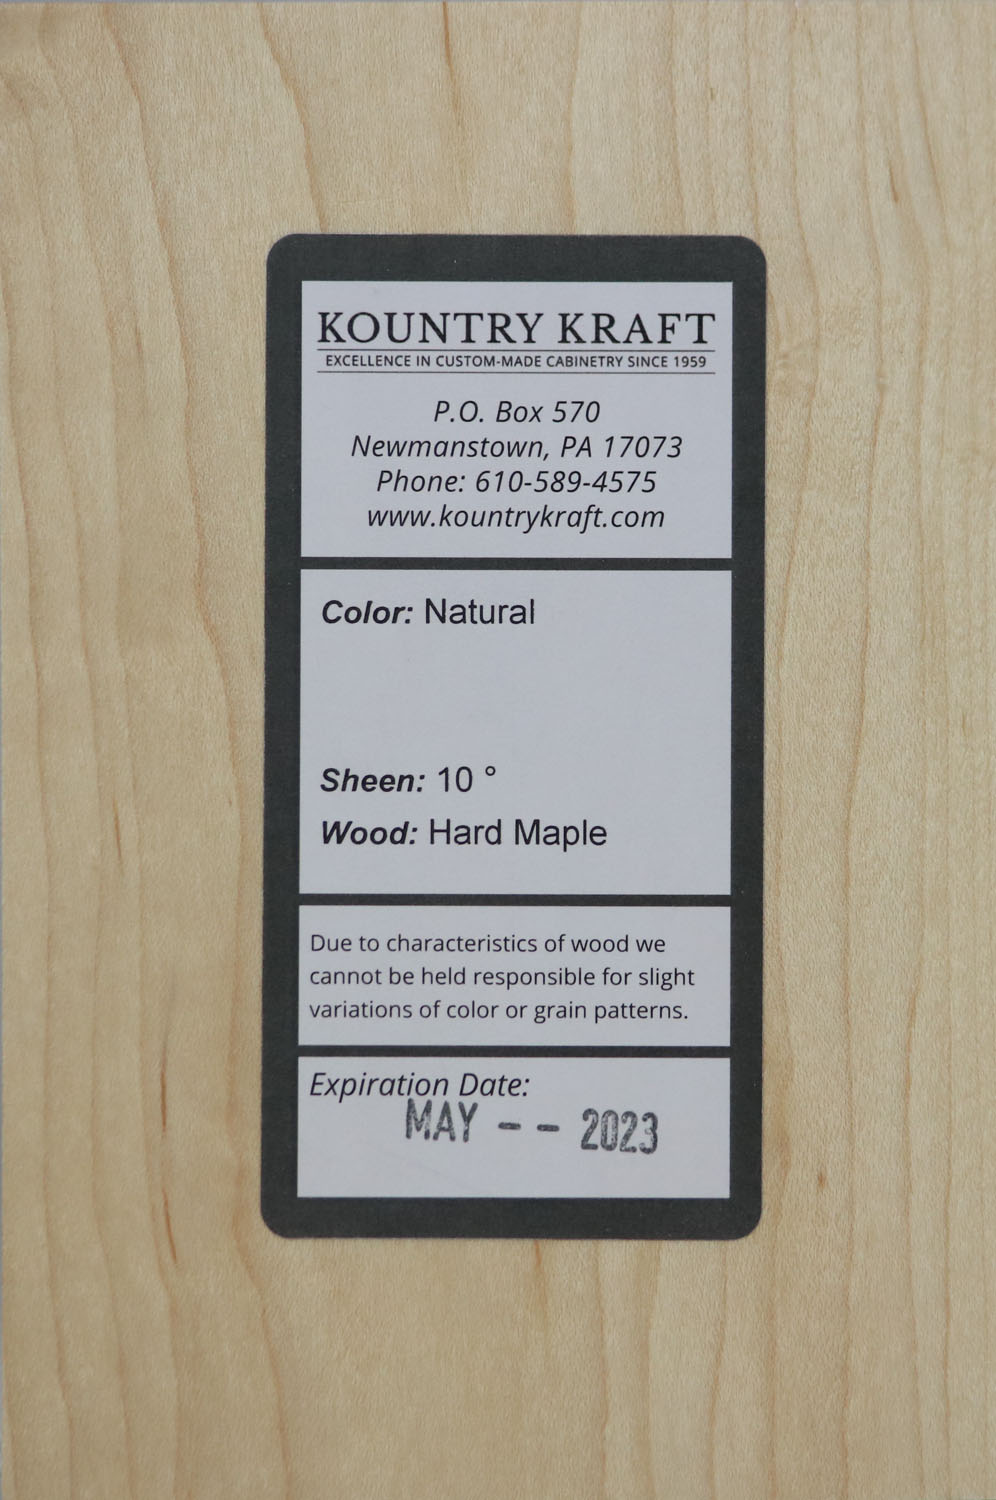 KOUNTRY KRAFT
EXCELLENCE IN CUSTOM-MADE CABINETRY SINCE 1959
P.O. Box 570
Newmanstown, PA 17073
Phone: 610-589-4575
www.kountrykraft.com
Color: Natural
Sheen: 10 °
Wood: Hard Maple
Due to characteristics of wood we
cannot be held responsible for slight
variations of color or grain patterns.
Expiration Date:
MAY -- 2023